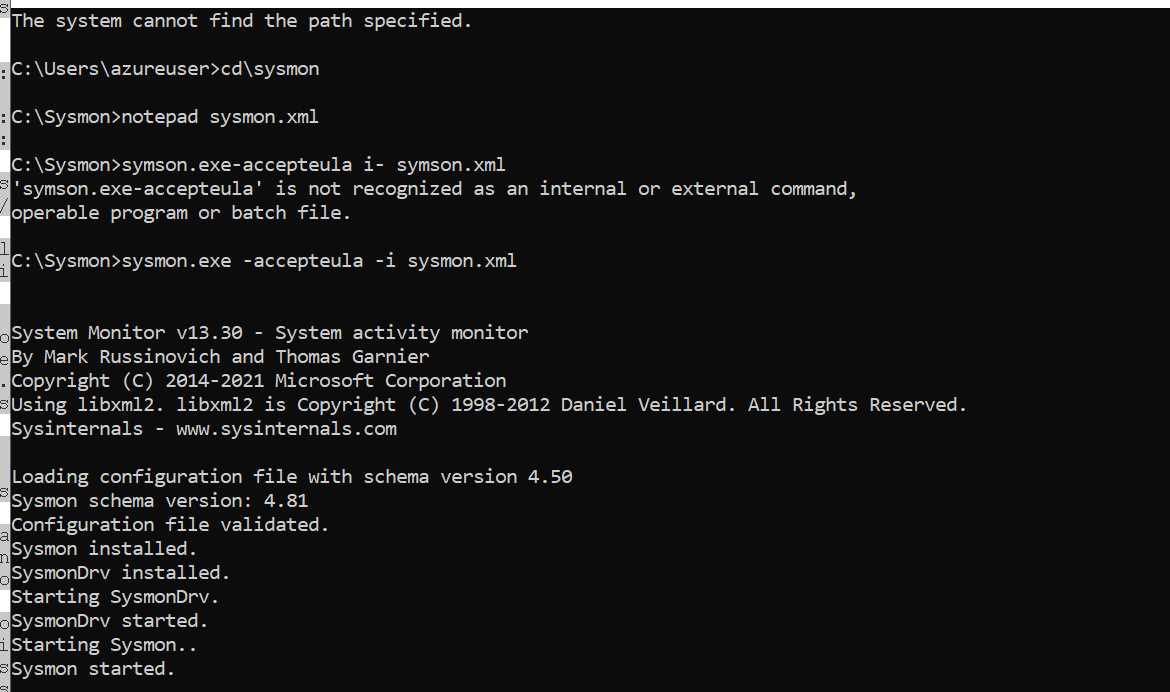 The system cannot find the path specified.
C:\Users\azureuser>cd\sysmon
C:\Sysmon>notepad sysmon.xml
C:\Sysmon>symson.exe-accepteula i- symson.xml
'symson.exe-accepteula' is not recognized as an internal or external command,
operable program or batch file.
C:\Sysmon>sysmon.exe -accepteula -i sysmon.xml
System Monitor v13.30 - System activity monitor
By Mark Russinovich and Thomas Garnier
Copyright (C) 2014-2021 Microsoft Corporation
Using libxml2. libxml2 is Copyright (C) 1998-2012 Daniel Veillard. All Rights Reserved.
Sysinternals - www.sysinternals.com
Loading configuration file with schema version 4.50
Sysmon schema version: 4.81
Configuration file validated.
Sysmon installed.
SysmonDrv installed.
Starting SysmonDrv.
SysmonDrv started.
Starting Sysmon..
Sysmon started.